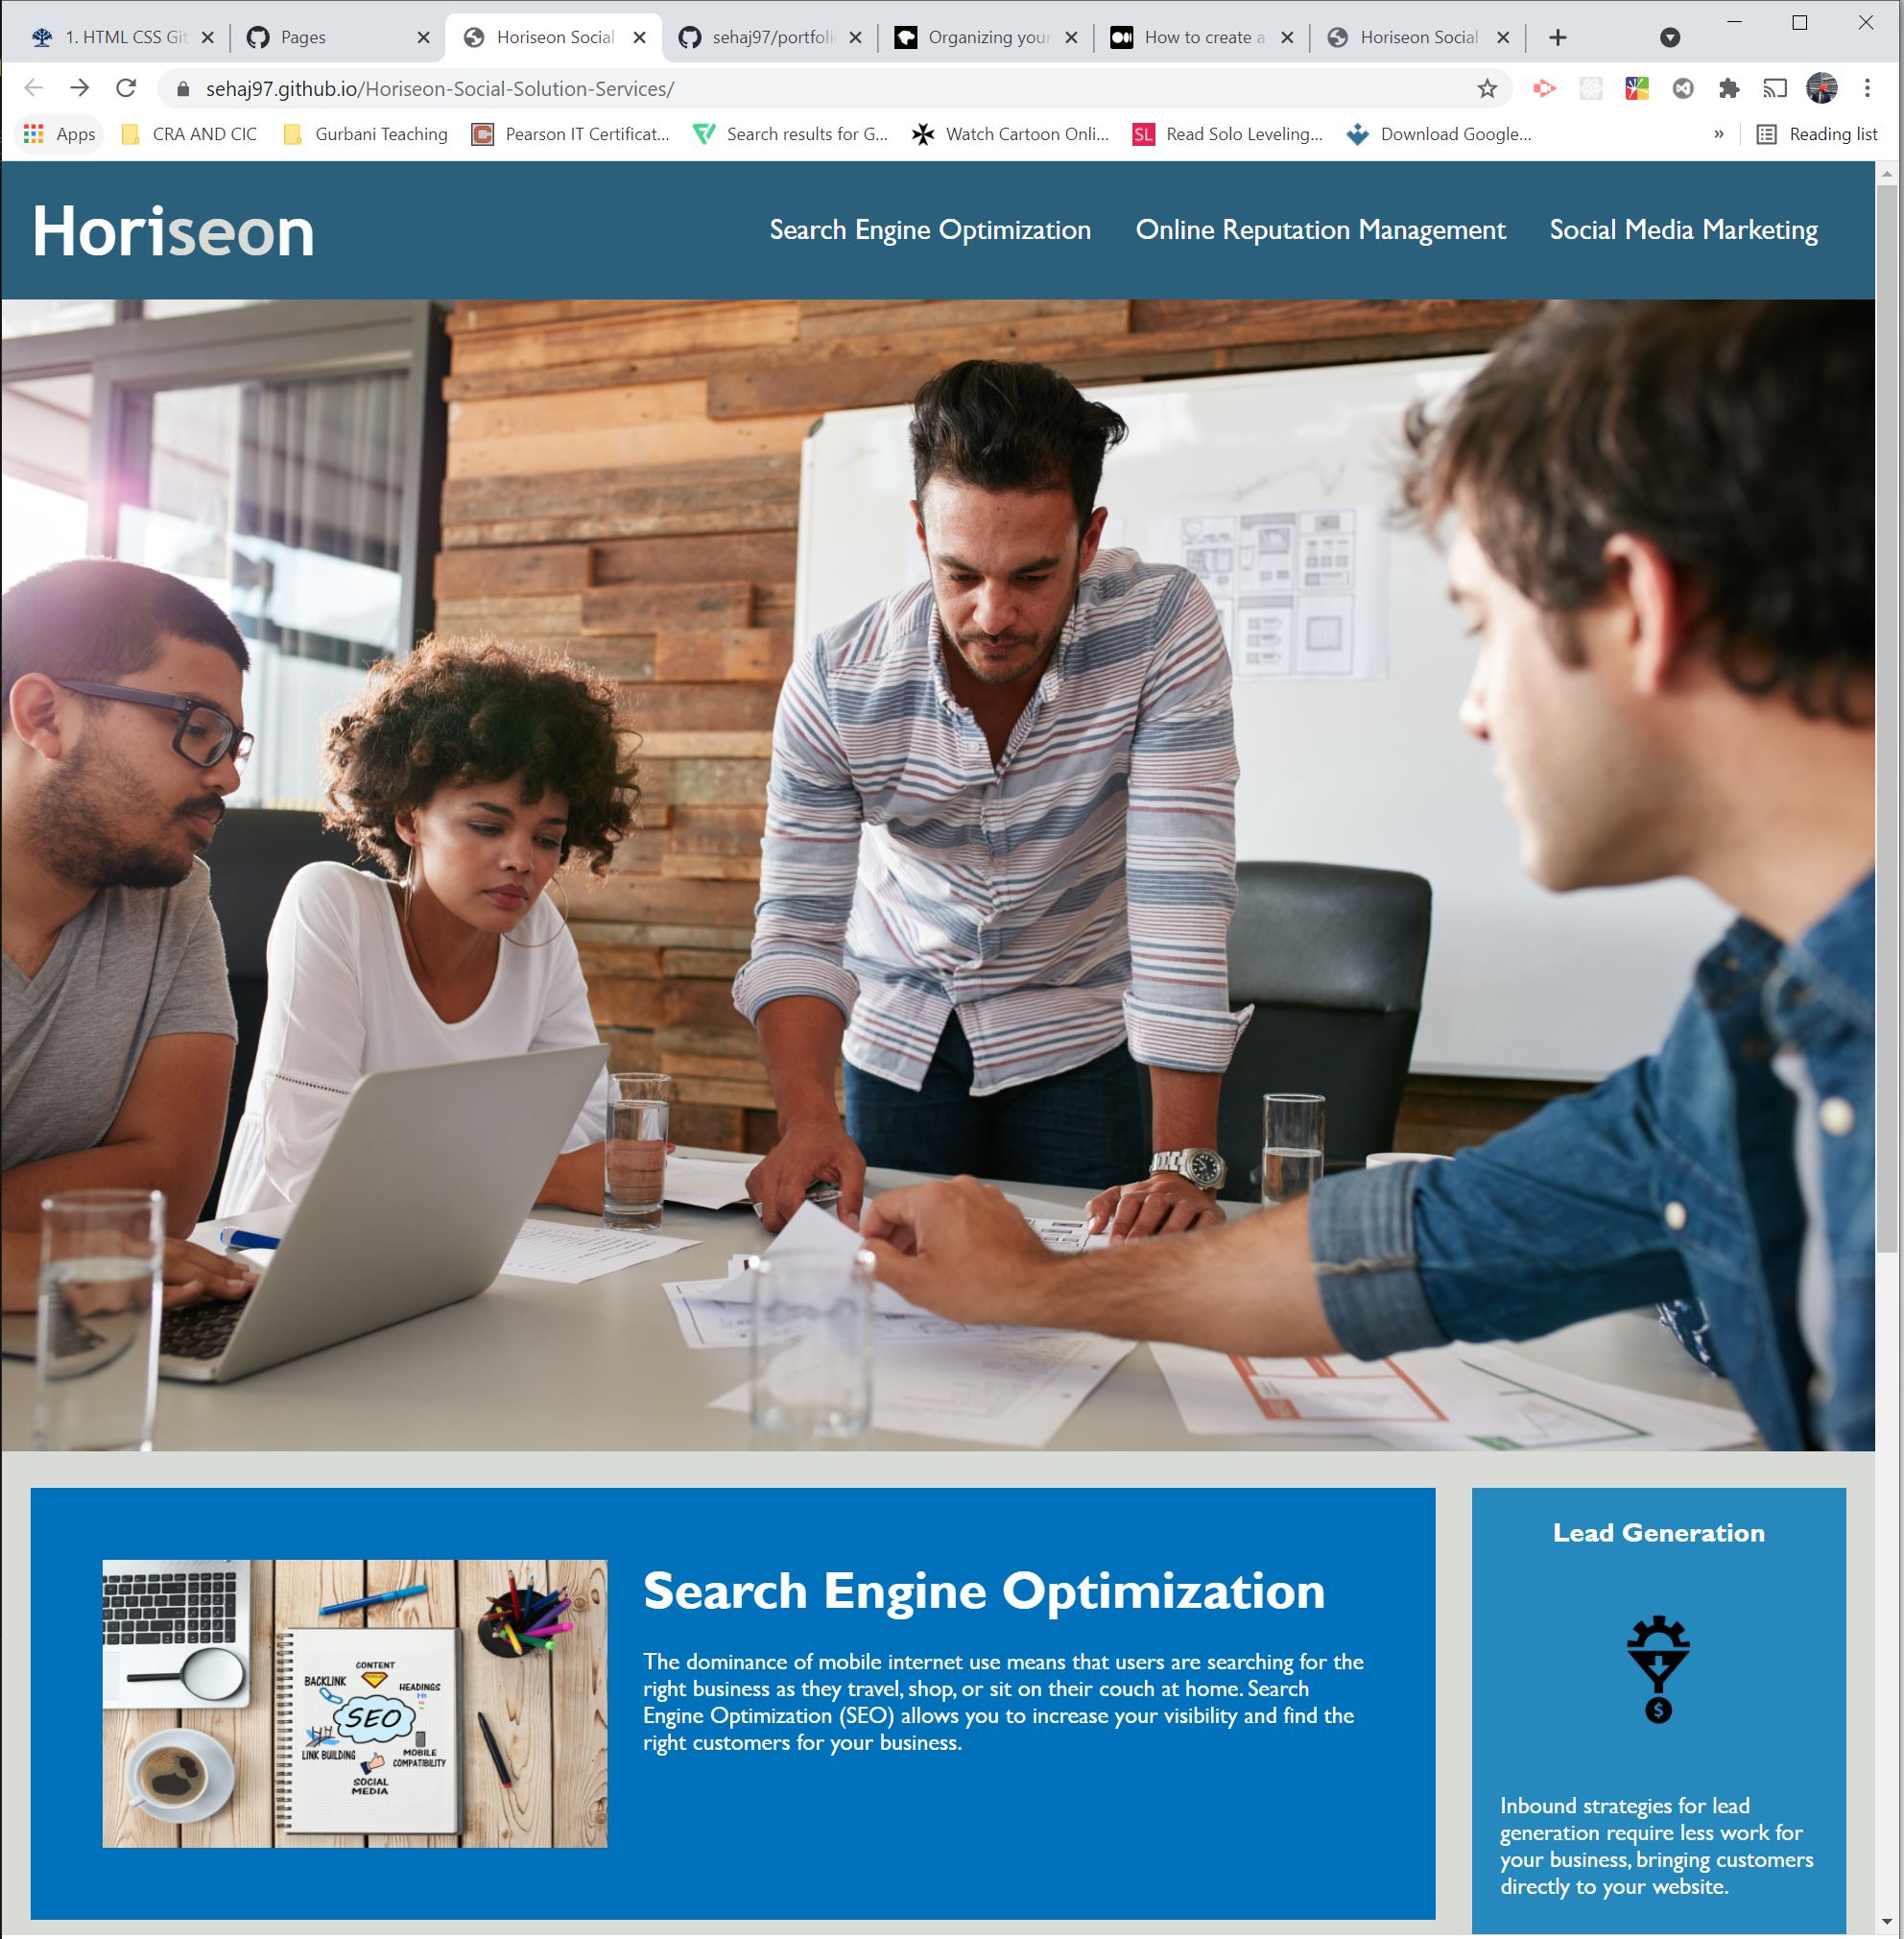 1. HTML CSS Git
Pages
Horiseon Social
sehaj97/portfoli
Organizing your
How to create a
Horiseon Social
sehaj97.github.io/Horiseon-Social-Solution-Services/
Apps
CRA AND CIC
Gurbani Teaching
Pearson IT Certificat...
Search results for G...
Watch Cartoon Onli...
SL
Read Solo Leveling...
Download Google...
»
Reading list
Horiseon
Search Engine Optimization
Online Reputation Management
Social Media Marketing
Search Engine Optimization
The dominance of mobile internet use means that users are searching for the
right business as they travel, shop, or sit on their couch at home. Search
Engine Optimization (SEO) allows you to increase your visibility and find the
right customers for your business.
CONTENT
BACKLINK
HEADINGS
SEO
LINK BUILDING
MOBILE
COMPATIBILITY
SOCIAL
MEDIA
Lead Generation
$
Inbound strategies for lead
generation require less work for
your business, bringing customers
directly to your website.